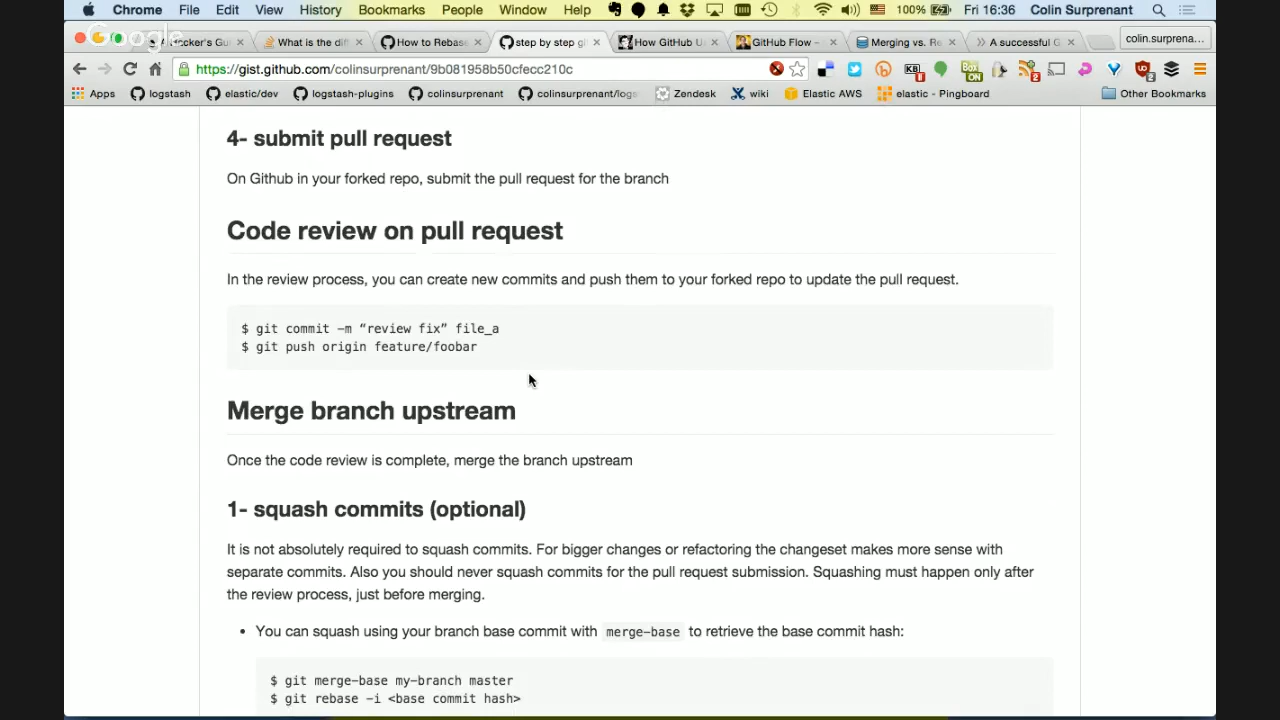 Chrome File Edit View History Bookmarks People Window Help 100% Fri 16:36 Colin Surprenant
Google
cker's Gu What is the di How to Rebase step by step gi How GitHub U GitHub Flow – Merging vs. Re A successful G colin.surprena...
https://gist.github.com/colinsurprenant/9b081958b50cfecc210c
Apps logstash elastic/dev logstash-plugins colinsurprenant colinsurprenant/logs Zendesk wiki Elastic AWS elastic - Pingboard Other Bookmarks
4- submit pull request
On Github in your forked repo, submit the pull request for the branch
Code review on pull request
In the review process, you can create new commits and push them to your forked repo to update the pull request.
$ git commit -m “review fix” file_a
$ git push origin feature/foobar
Merge branch upstream
Once the code review is complete, merge the branch upstream
1- squash commits (optional)
It is not absolutely required to squash commits. For bigger changes or refactoring the changeset makes more sense with
separate commits. Also you should never squash commits for the pull request submission. Squashing must happen only after
the review process, just before merging.
• You can squash using your branch base commit with merge-base to retrieve the base commit hash:
$ git merge-base my-branch master
$ git rebase -i <base commit hash>